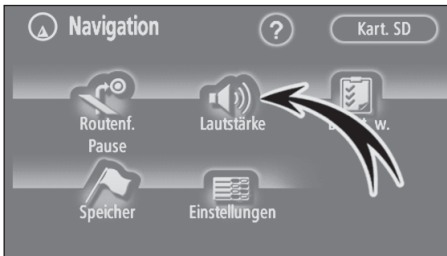 Navigation
?
Kart. SD
Routenf.
Pause
Lautstärke
w.
Speicher
Einstellungen